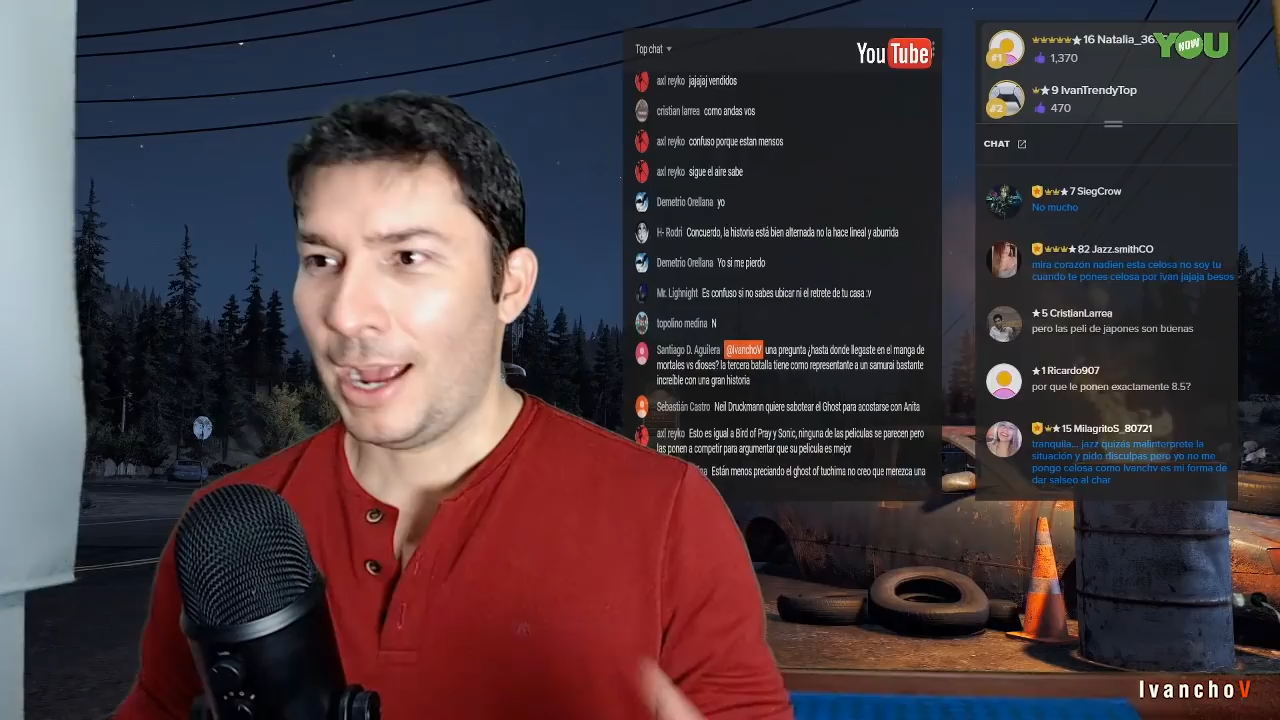 Top chat
YouTube
axl reyko jajajaj vendidos
cristian larrea como andas vos
axl reyko confuso porque estan mensos
axl reyko sigue el aire sabe
Demetrio Orellana yo
H- Rodri Concuerdo, la historia está bien alternada no la hace lineal y aburrida
Demetrio Orellana Yo si me pierdo
Mr. Lighnight Es confuso si no sabes ubicar ni el retrete de tu casa :v
topolino medina N
Santiago D. Aguilera @IvanchoV una pregunta ¿hasta donde llegaste en el manga de
mortales vs dioses? la tercera batalla tiene como representante a un samurai bastante
increible con una gran historia
Sebastián Castro Neil Druckmann quiere sabotear el Ghost para acostarse con Anita
axl reyko Esto es igual a Bird of Pray y Sonic, ninguna de las peliculas se parecen pero
las ponen a competir para argumentar que su pelicula es mejor
Están menos preciando el ghost of tuchima no creo que merezca una
#1
16 Natalia_36
YOU NOW
1,370
#2
9 IvanTrendyTop
470
CHAT
7 SiegCrow
No mucho
82 Jazz.smithCO
mira corazón nadien esta celosa no soy tu
cuando te pones celosa por ivan jajaja besos
5 CristianLarrea
pero las peli de japones son buenas
1 Ricardo907
por que le ponen exactamente 8.5?
15 MilagritoS_80721
tranquila... jazz quizás malinterprete la
situación y pido disculpas pero yo no me
pongo celosa como Ivanchv es mi forma de
dar salseo al char
IvanchoV